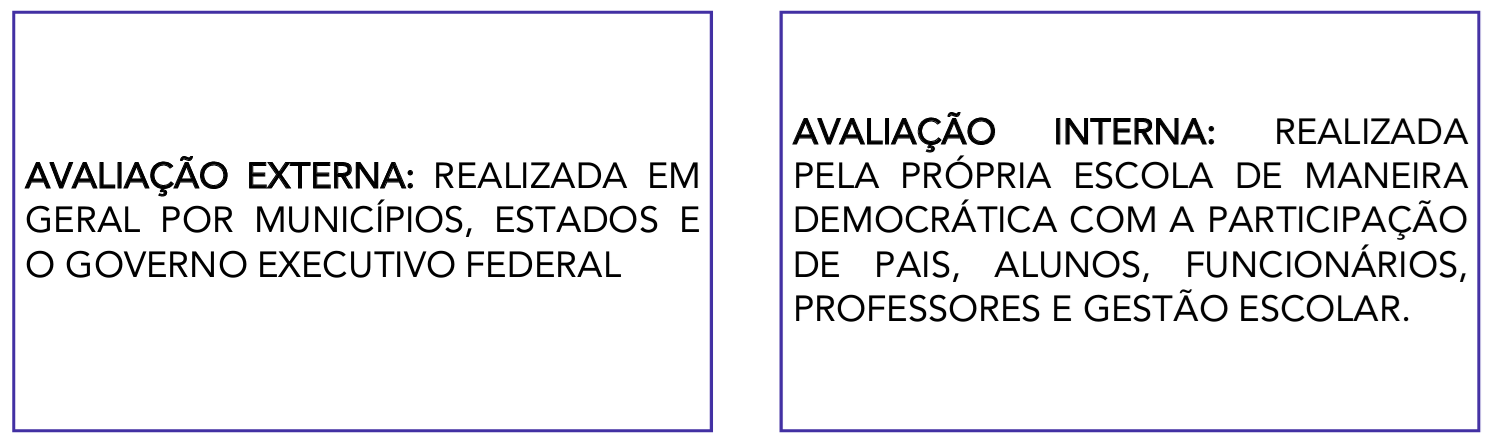 AVALIAÇÃO EXTERNA: REALIZADA EM
GERAL POR MUNICÍPIOS, ESTADOS E
O GOVERNO EXECUTIVO FEDERAL
AVALIAÇÃO INTERNA: REALIZADA
PELA PRÓPRIA ESCOLA DE MANEIRA
DEMOCRÁTICA COM A PARTICIPAÇÃO
DE PAIS, ALUNOS, FUNCIONÁRIOS,
PROFESSORES E GESTÃO ESCOLAR.